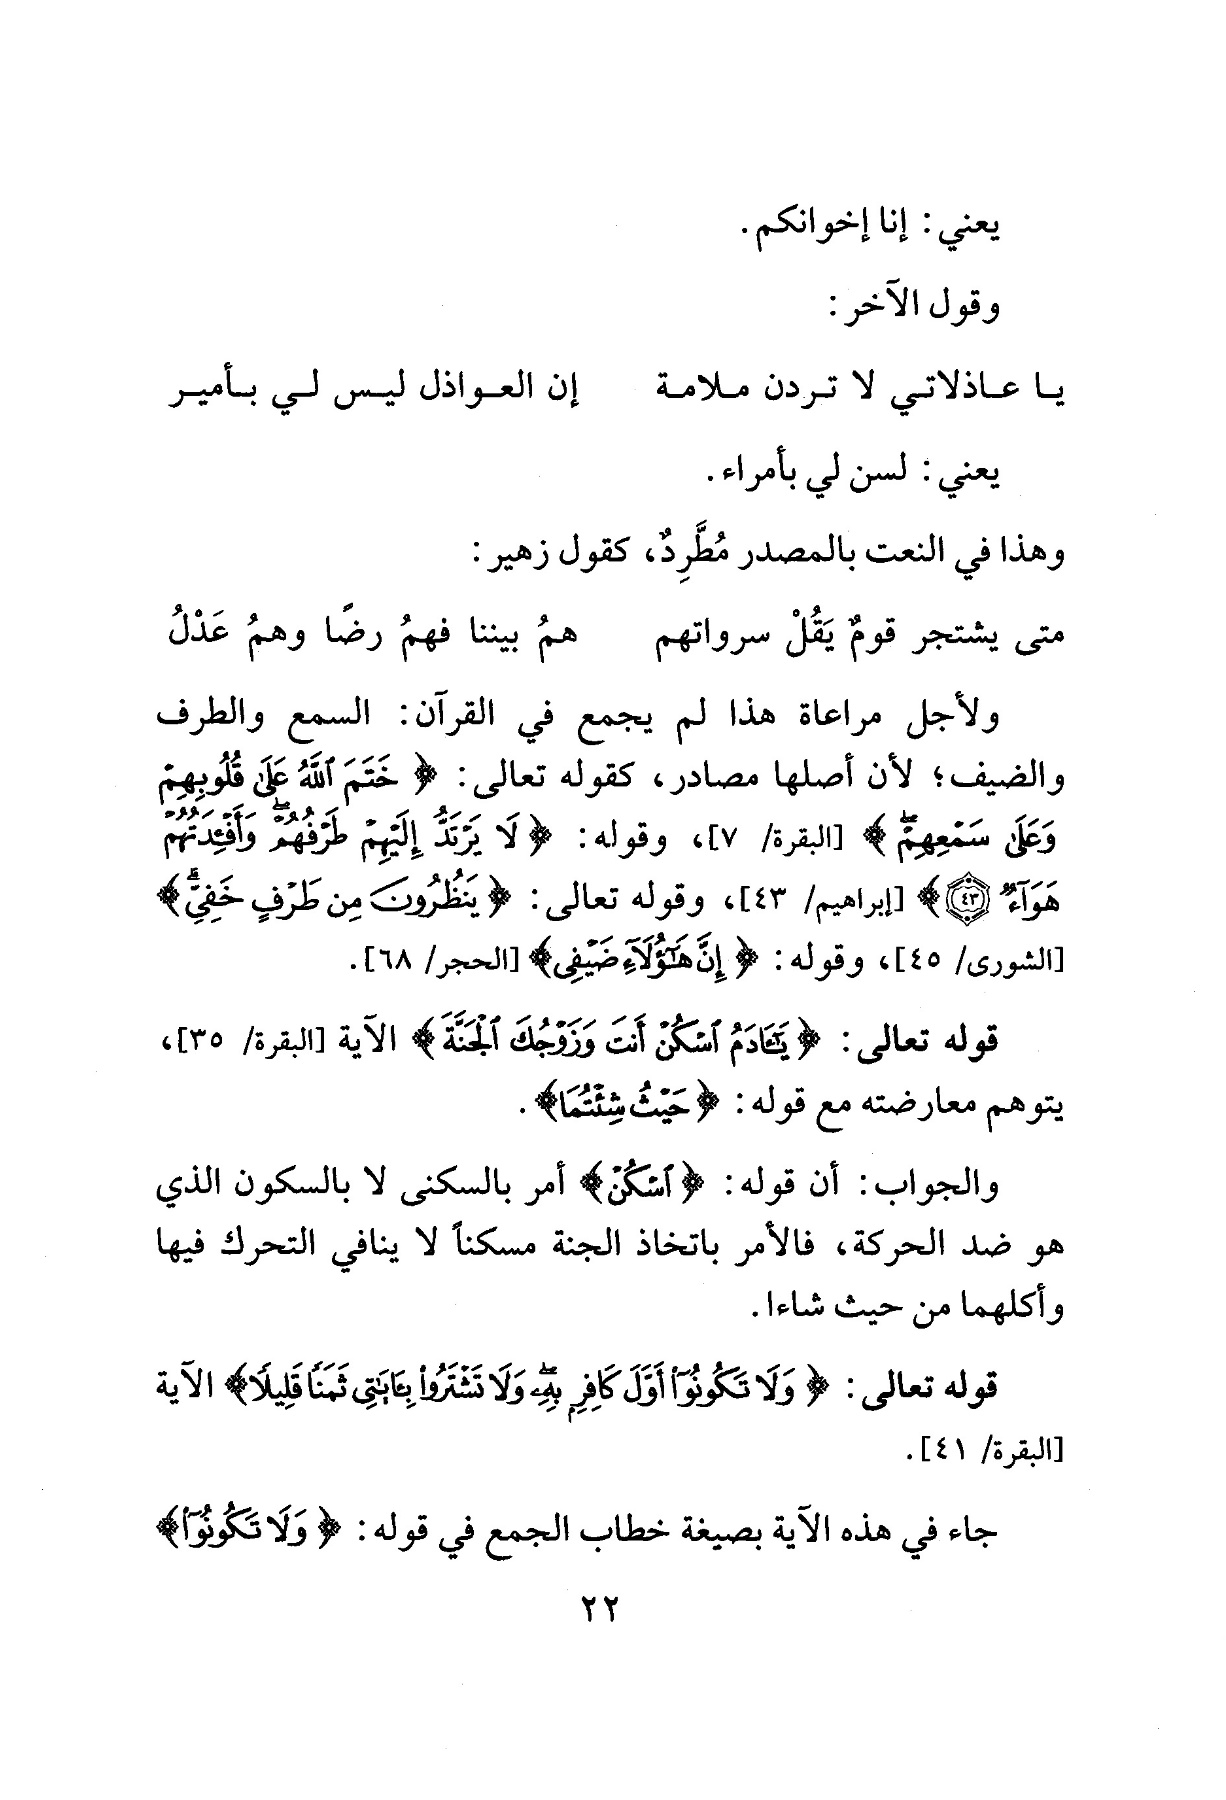 يعني: إنا إخوانكم.
وقول الآخر:
يا عاذلاتي لا تردن ملامة إن العواذل ليس لي بأمير
يعني: لسن لي بأمراء.
وهذا في النعت بالمصدر مُطَّرِدٌ، كقول زهير:
متى يشتجر قومٌ يَقُلْ سرواتهم همُ بيننا فهمُ رضًا وهمُ عَدْلُ
ولأجل مراعاة هذا لم يجمع في القرآن: السمع والطرف
والضيف؛ لأن أصلها مصادر، كقوله تعالى: ﴿ خَتَمَ ٱللَّهُ عَلَىٰ قُلُوبِهِمْ
وَعَلَىٰ سَمْعِهِمْۖ ﴾ [البقرة/ ٧]، وقوله: ﴿ لَا يَرْتَدُّ إِلَيْهِمْ طَرْفُهُمْۖ وَأَفْـِٔدَتُهُمْ
هَوَآءٌ ٤٣ ﴾ [إبراهيم/ ٤٣]، وقوله تعالى: ﴿ يَنظُرُونَ مِن طَرْفٍ خَفِىٍّۗ ﴾
[الشورى/ ٤٥]، وقوله: ﴿ إِنَّ هَٰٓؤُلَآءِ ضَيْفِى ﴾ [الحجر/ ٦٨].
قوله تعالى: ﴿ يَٰٓـَٔادَمُ ٱسْكُنْ أَنتَ وَزَوْجُكَ ٱلْجَنَّةَ ﴾ الآية [البقرة/ ٣٥]،
يتوهم معارضته مع قوله: ﴿ حَيْثُ شِئْتُمَا ﴾.
والجواب: أن قوله: ﴿ ٱسْكُنْ ﴾ أمر بالسكنى لا بالسكون الذي
هو ضد الحركة، فالأمر باتخاذ الجنة مسكناً لا ينافي التحرك فيها
وأكلهما من حيث شاءا.
قوله تعالى: ﴿ وَلَا تَكُونُوٓا۟ أَوَّلَ كَافِرٍۭ بِهِۦۖ وَلَا تَشْتَرُوا۟ بِـَٔايَٰتِى ثَمَنًا قَلِيلًا ﴾ الآية
[البقرة/ ٤١].
جاء في هذه الآية بصيغة خطاب الجمع في قوله: ﴿ وَلَا تَكُونُوٓا۟ ﴾
٢٢